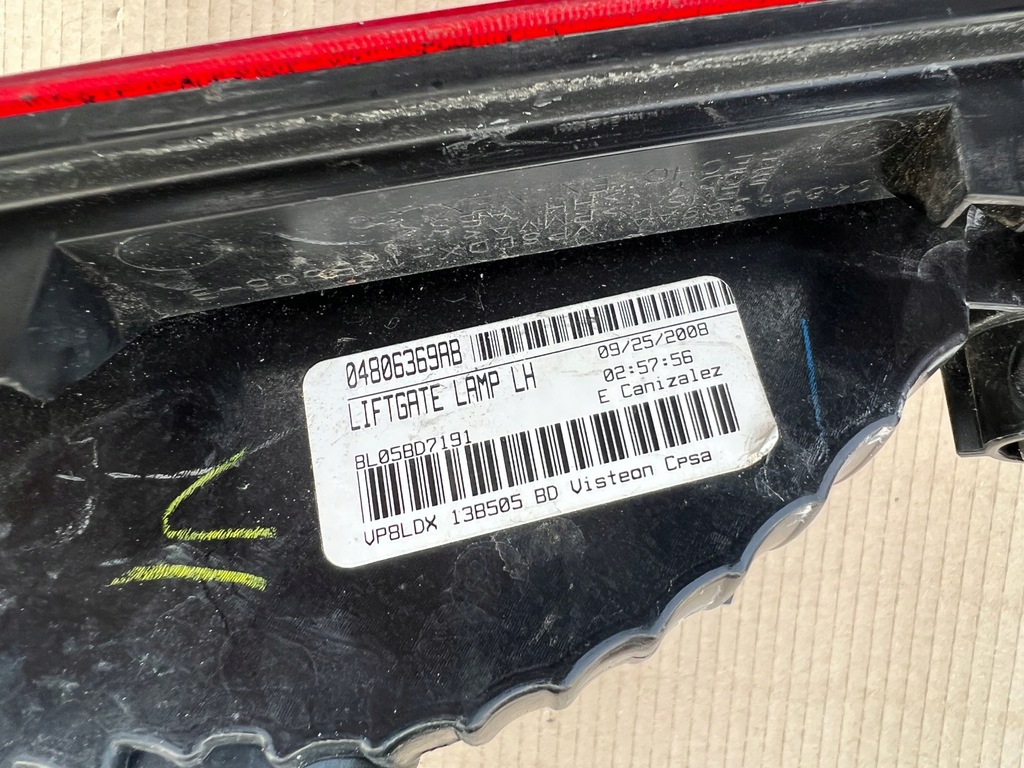 04806369AB
LIFTGATE LAMP LH
H
09/25/2008
02:57:56
E Canizalez
8L05BD7191
VP8LDX 13B505 BD Visteon Cpsa